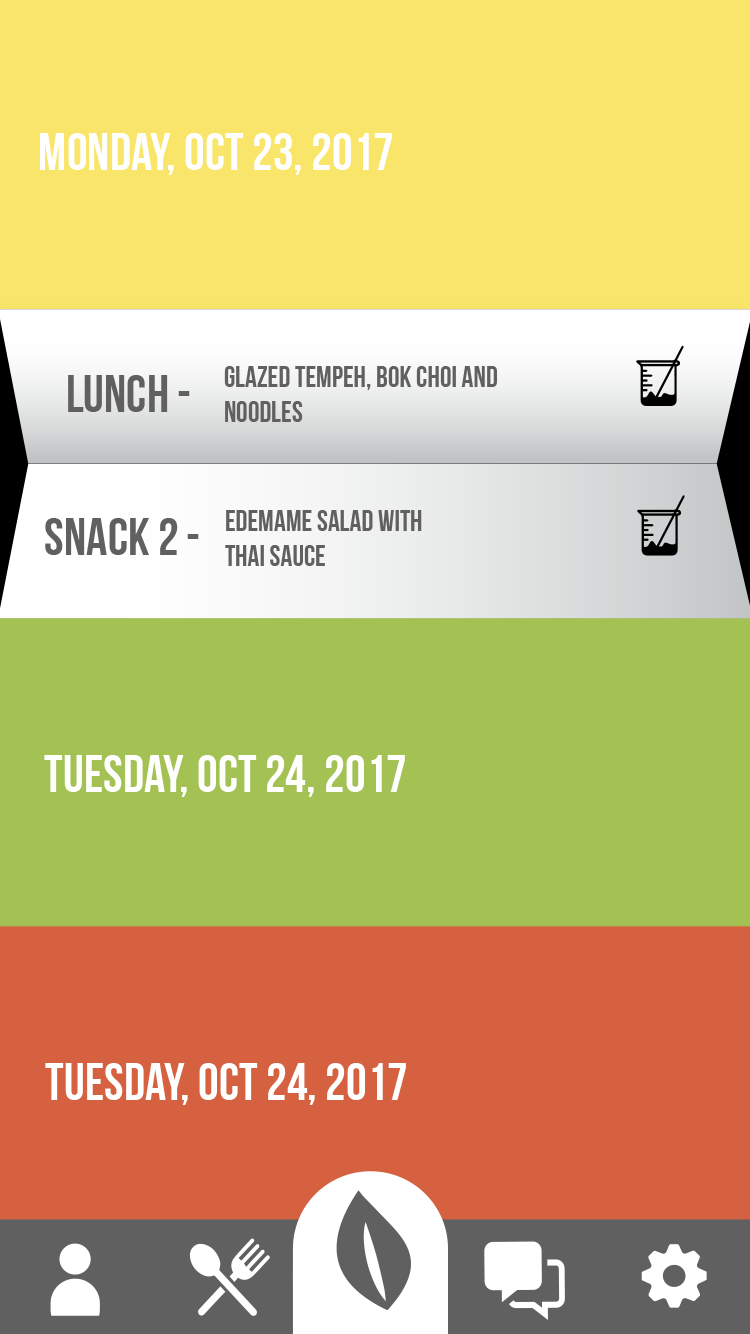 MONDAY, OCT 23, 2017
LUNCH -
GLAZED TEMPEH, BOK CHOI AND
NOODLES
SNACK 2 -
EDEMAME SALAD WITH
THAI SAUCE
TUESDAY, OCT 24, 2017
TUESDAY, OCT 24, 2017